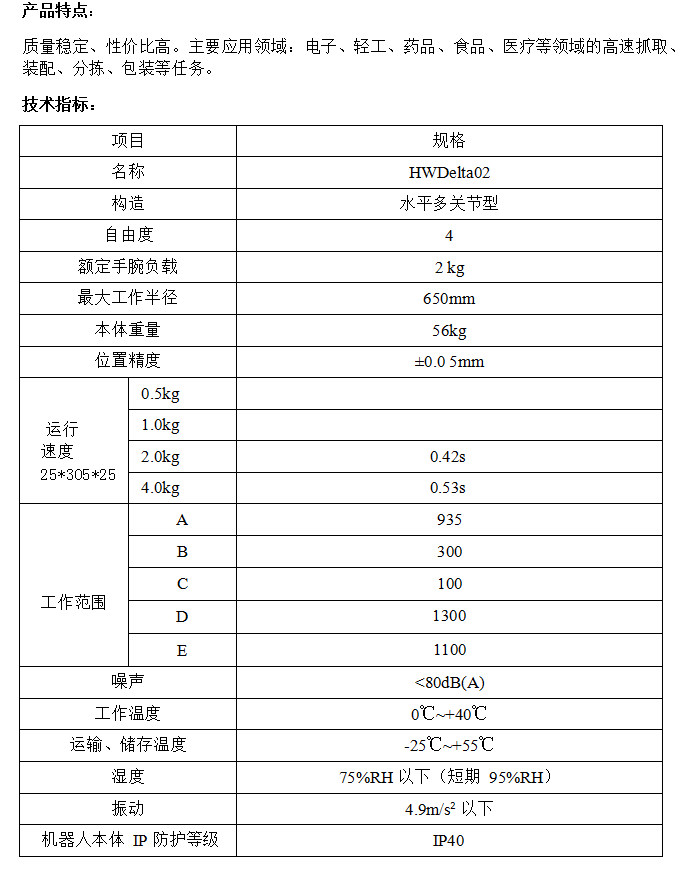 产品特点：
质量稳定、性价比高。主要应用领域：电子、轻工、药品、食品、医疗等领域的高速抓取、
装配、分拣、包装等任务。
技术指标：
项目 规格
名称 HWDelta02
构造 水平多关节型
自由度 4
额定手腕负载 2 kg
最大工作半径 650mm
本体重量 56kg
位置精度 ±0.0 5mm
运行
速度
25*305*25
0.5kg
1.0kg
2.0kg 0.42s
4.0kg 0.53s
工作范围
A 935
B 300
C 100
D 1300
E 1100
噪声 <80dB(A)
工作温度 0℃~+40℃
运输、储存温度 -25℃~+55℃
湿度 75%RH 以下（短期 95%RH）
振动 4.9m/s² 以下
机器人本体 IP 防护等级 IP40